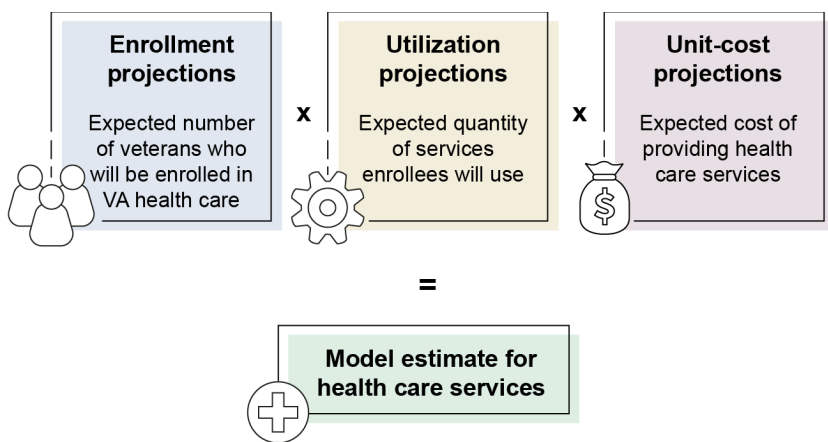 Enrollment
projections
Expected number
of veterans who
will be enrolled in
VA health care
x
Utilization
projections
Expected quantity
of services
enrollees will use
x
Unit-cost
projections
Expected cost of
providing health
care services
$
=
Model estimate for
health care services